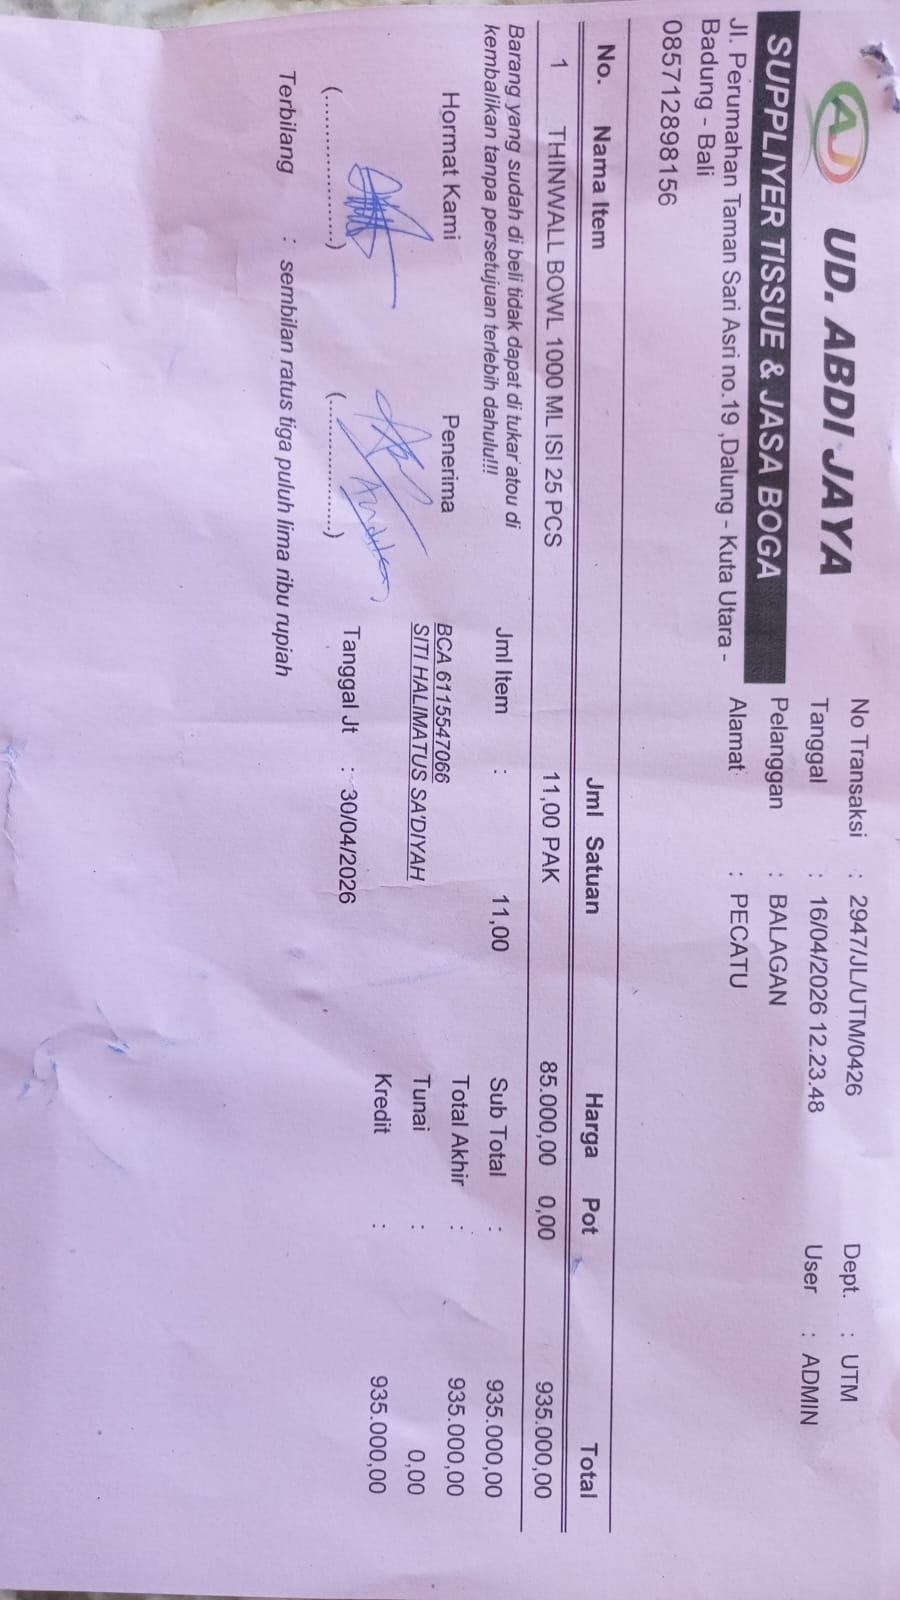 AJ UD. ABDI JAYA
SUPPLIYER TISSUE & JASA BOGA
Jl. Perumahan Taman Sari Asri no.19 ,Dalung - Kuta Utara -
Badung - Bali
085712898156
No Transaksi : 2947/JL/UTM/0426 Dept. : UTM
Tanggal : 16/04/2026 12.23.48 User : ADMIN
Pelanggan : BALAGAN
Alamat : PECATU
No. Nama Item Jml Satuan Harga Pot Total
1 THINWALL BOWL 1000 ML ISI 25 PCS 11,00 PAK 85.000,00 0,00 935.000,00
Barang yang sudah di beli tidak dapat di tukar atou di
kembalikan tanpa persetujuan terlebih dahulu!!!
Jml Item : 11,00 Sub Total : 935.000,00
Hormat Kami Penerima Total Akhir : 935.000,00
BCA 6115547066
SITI HALIMATUS SA'DIYAH
Tunai : 0,00
Kredit : 935.000,00
(..................) (..................)
Tanggal Jt : 30/04/2026
Terbilang : sembilan ratus tiga puluh lima ribu rupiah